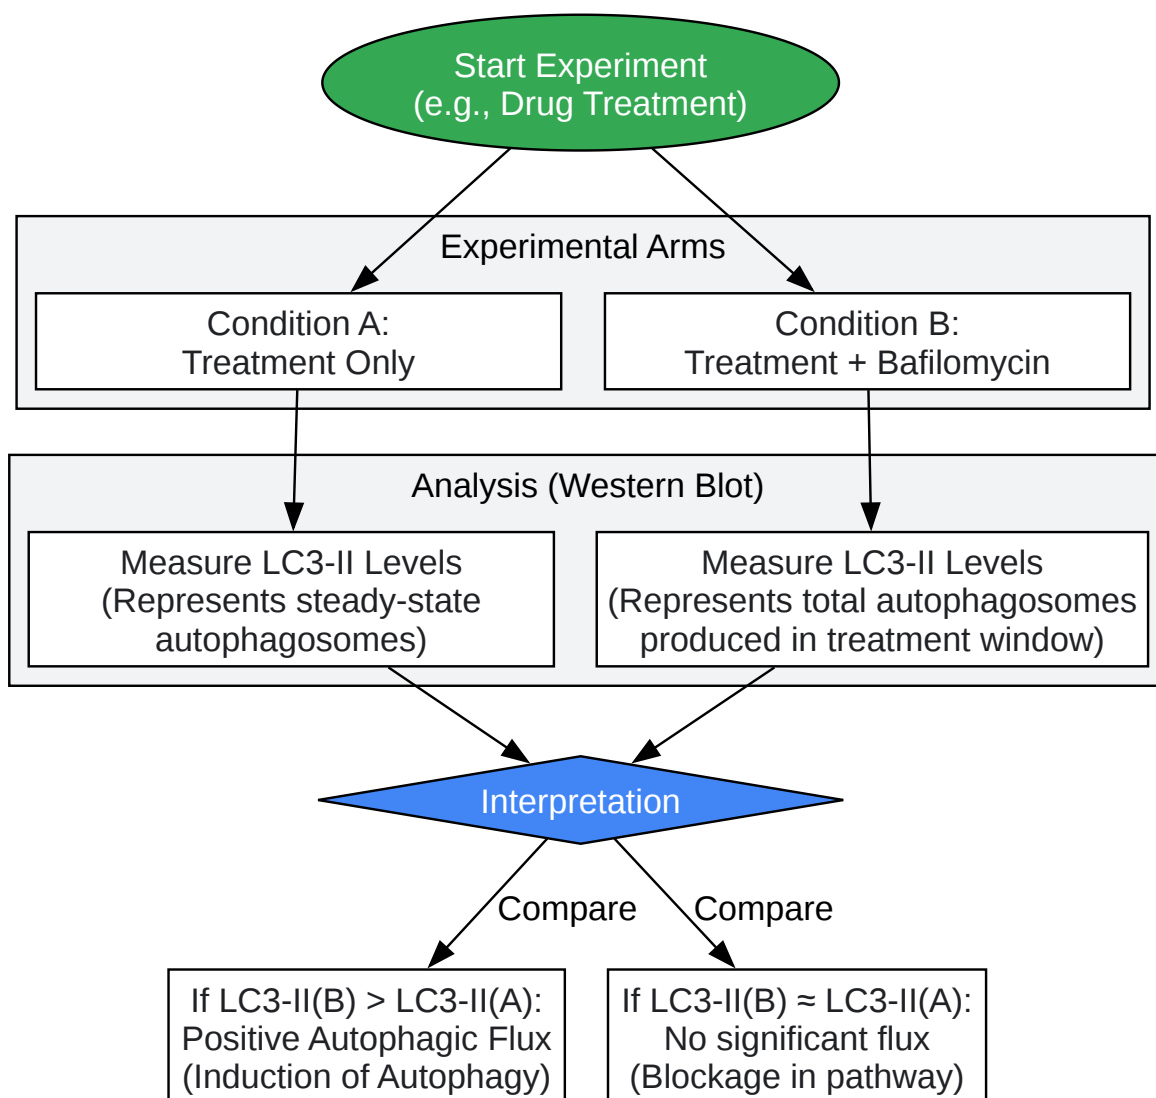 Start Experiment
(e.g., Drug Treatment)
Experimental Arms
Condition A:
Treatment Only
Condition B:
Treatment + Bafilomycin
Analysis (Western Blot)
Measure LC3-II Levels
(Represents steady-state
autophagosomes)
Measure LC3-II Levels
(Represents total autophagosomes
produced in treatment window)
Interpretation
Compare
Compare
If LC3-II(B) > LC3-II(A):
Positive Autophagic Flux
(Induction of Autophagy)
If LC3-II(B) ≈ LC3-II(A):
No significant flux
(Blockage in pathway)